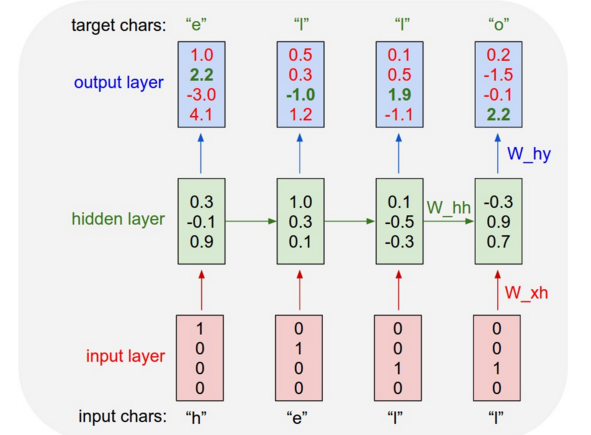 target chars: “e” “l” “l” “o”
1.0 0.5 0.1 0.2
output layer 2.2 0.3 0.5 -1.5
-3.0 -1.0 1.9 -0.1
4.1 1.2 -1.1 2.2
W_hy
0.3 1.0 0.1 W_hh -0.3
hidden layer -0.1 0.3 -0.5 0.9
0.9 0.1 -0.3 0.7
W_xh
1 0 0 0
input layer 0 1 0 0
0 0 1 1
0 0 0 0
input chars: “h” “e” “l” “l”